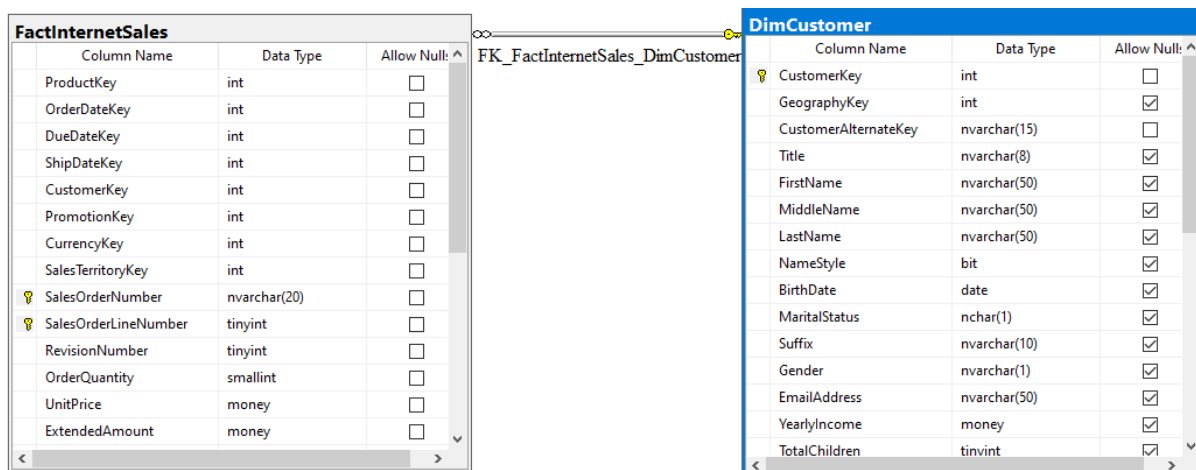 FactInternetSales
Column Name Data Type Allow Nulls
ProductKey int
OrderDateKey int
DueDateKey int
ShipDateKey int
CustomerKey int
PromotionKey int
CurrencyKey int
SalesTerritoryKey int
SalesOrderNumber nvarchar(20)
SalesOrderLineNumber tinyint
RevisionNumber tinyint
OrderQuantity smallint
UnitPrice money
ExtendedAmount money
FK_FactInternetSales_DimCustomer
DimCustomer
Column Name Data Type Allow Nulls
CustomerKey int
GeographyKey int
CustomerAlternateKey nvarchar(15)
Title nvarchar(8)
FirstName nvarchar(50)
MiddleName nvarchar(50)
LastName nvarchar(50)
NameStyle bit
BirthDate date
MaritalStatus nchar(1)
Suffix nvarchar(10)
Gender nvarchar(1)
EmailAddress nvarchar(50)
YearlyIncome money
TotalChildren tinyint